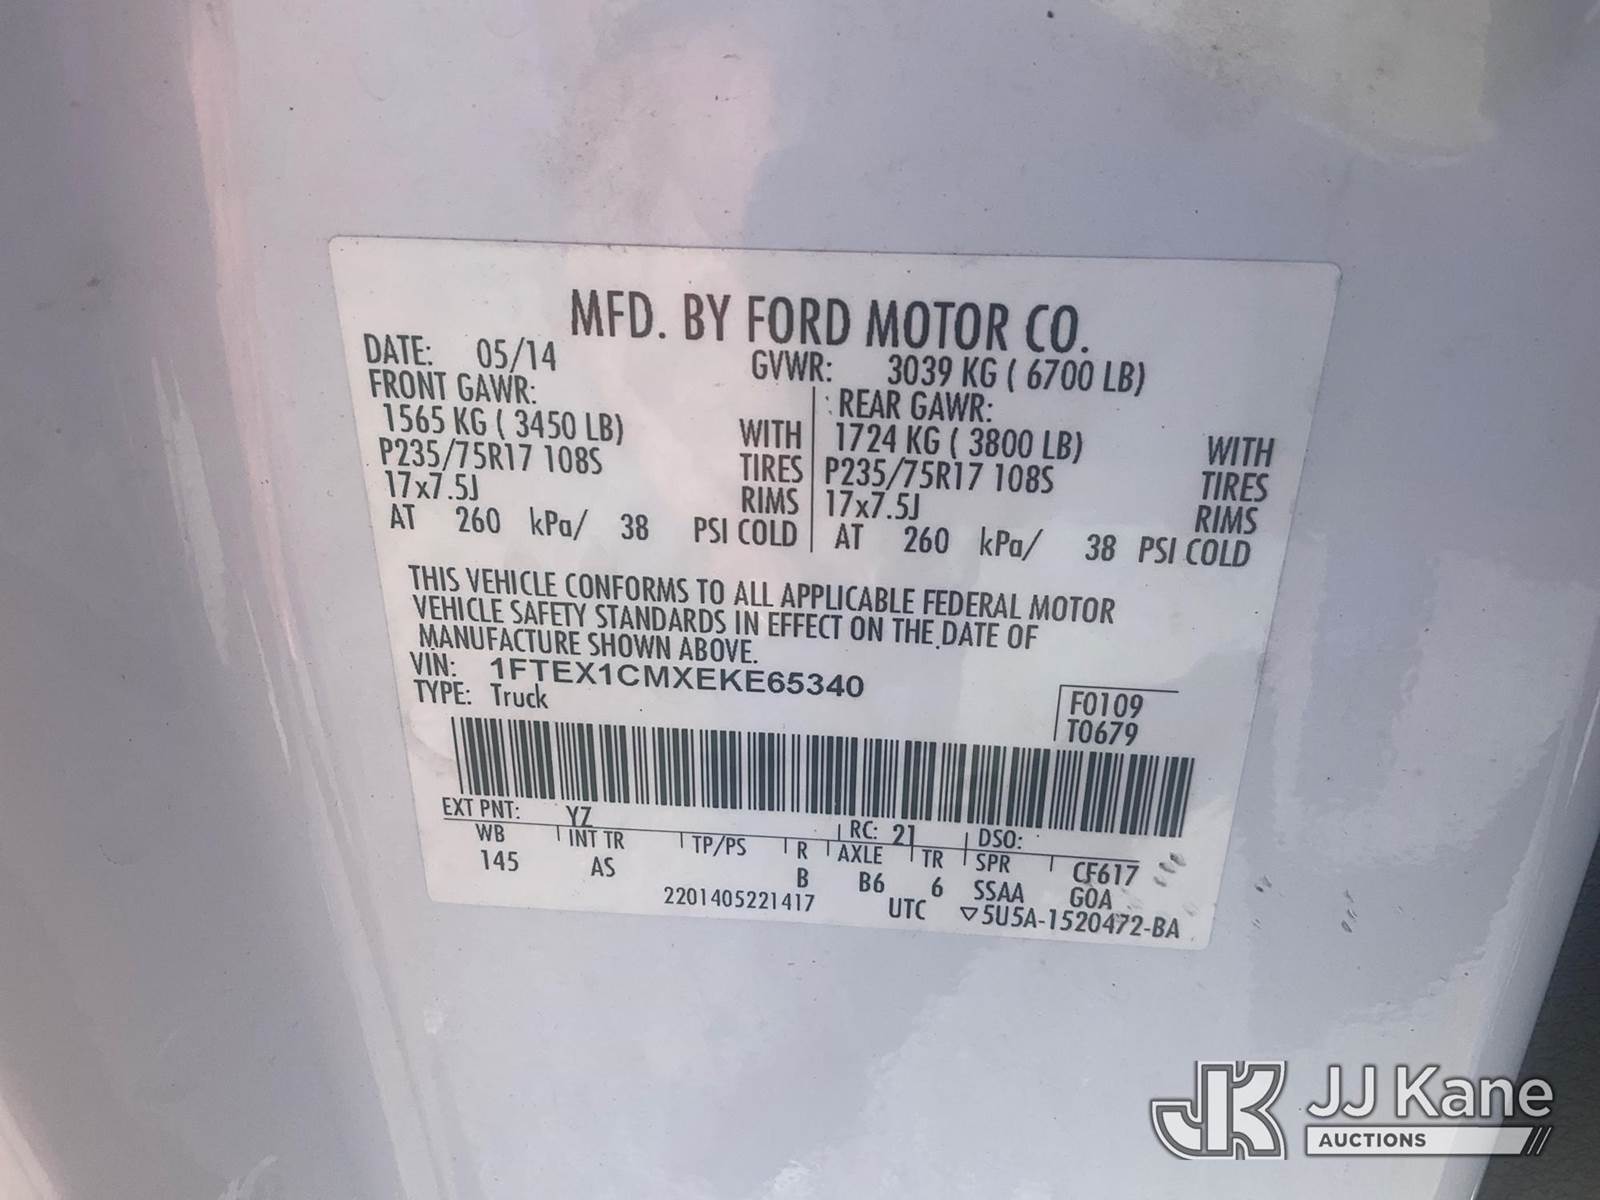 MFD. BY FORD MOTOR CO.
DATE: 05/14 GVWR: 3039 KG ( 6700 LB)
FRONT GAWR: REAR GAWR:
1565 KG ( 3450 LB) WITH 1724 KG ( 3800 LB) WITH
P235/75R17 108S TIRES P235/75R17 108S TIRES
17x7.5J RIMS 17x7.5J RIMS
AT 260 kPa/ 38 PSI COLD AT 260 kPa/ 38 PSI COLD
THIS VEHICLE CONFORMS TO ALL APPLICABLE FEDERAL MOTOR
VEHICLE SAFETY STANDARDS IN EFFECT ON THE DATE OF
MANUFACTURE SHOWN ABOVE.
VIN: 1FTEX1CMXEKE65340
TYPE: Truck
F0109
T0679
EXT PNT: YZ RC: 21 DSO:
WB INT TR TP/PS R AXLE TR SPR CF617
145 AS B B6 6 SSAA GOA
2201405221417 UTC ▽5U5A-1520472-BA
JK JJ Kane
AUCTIONS